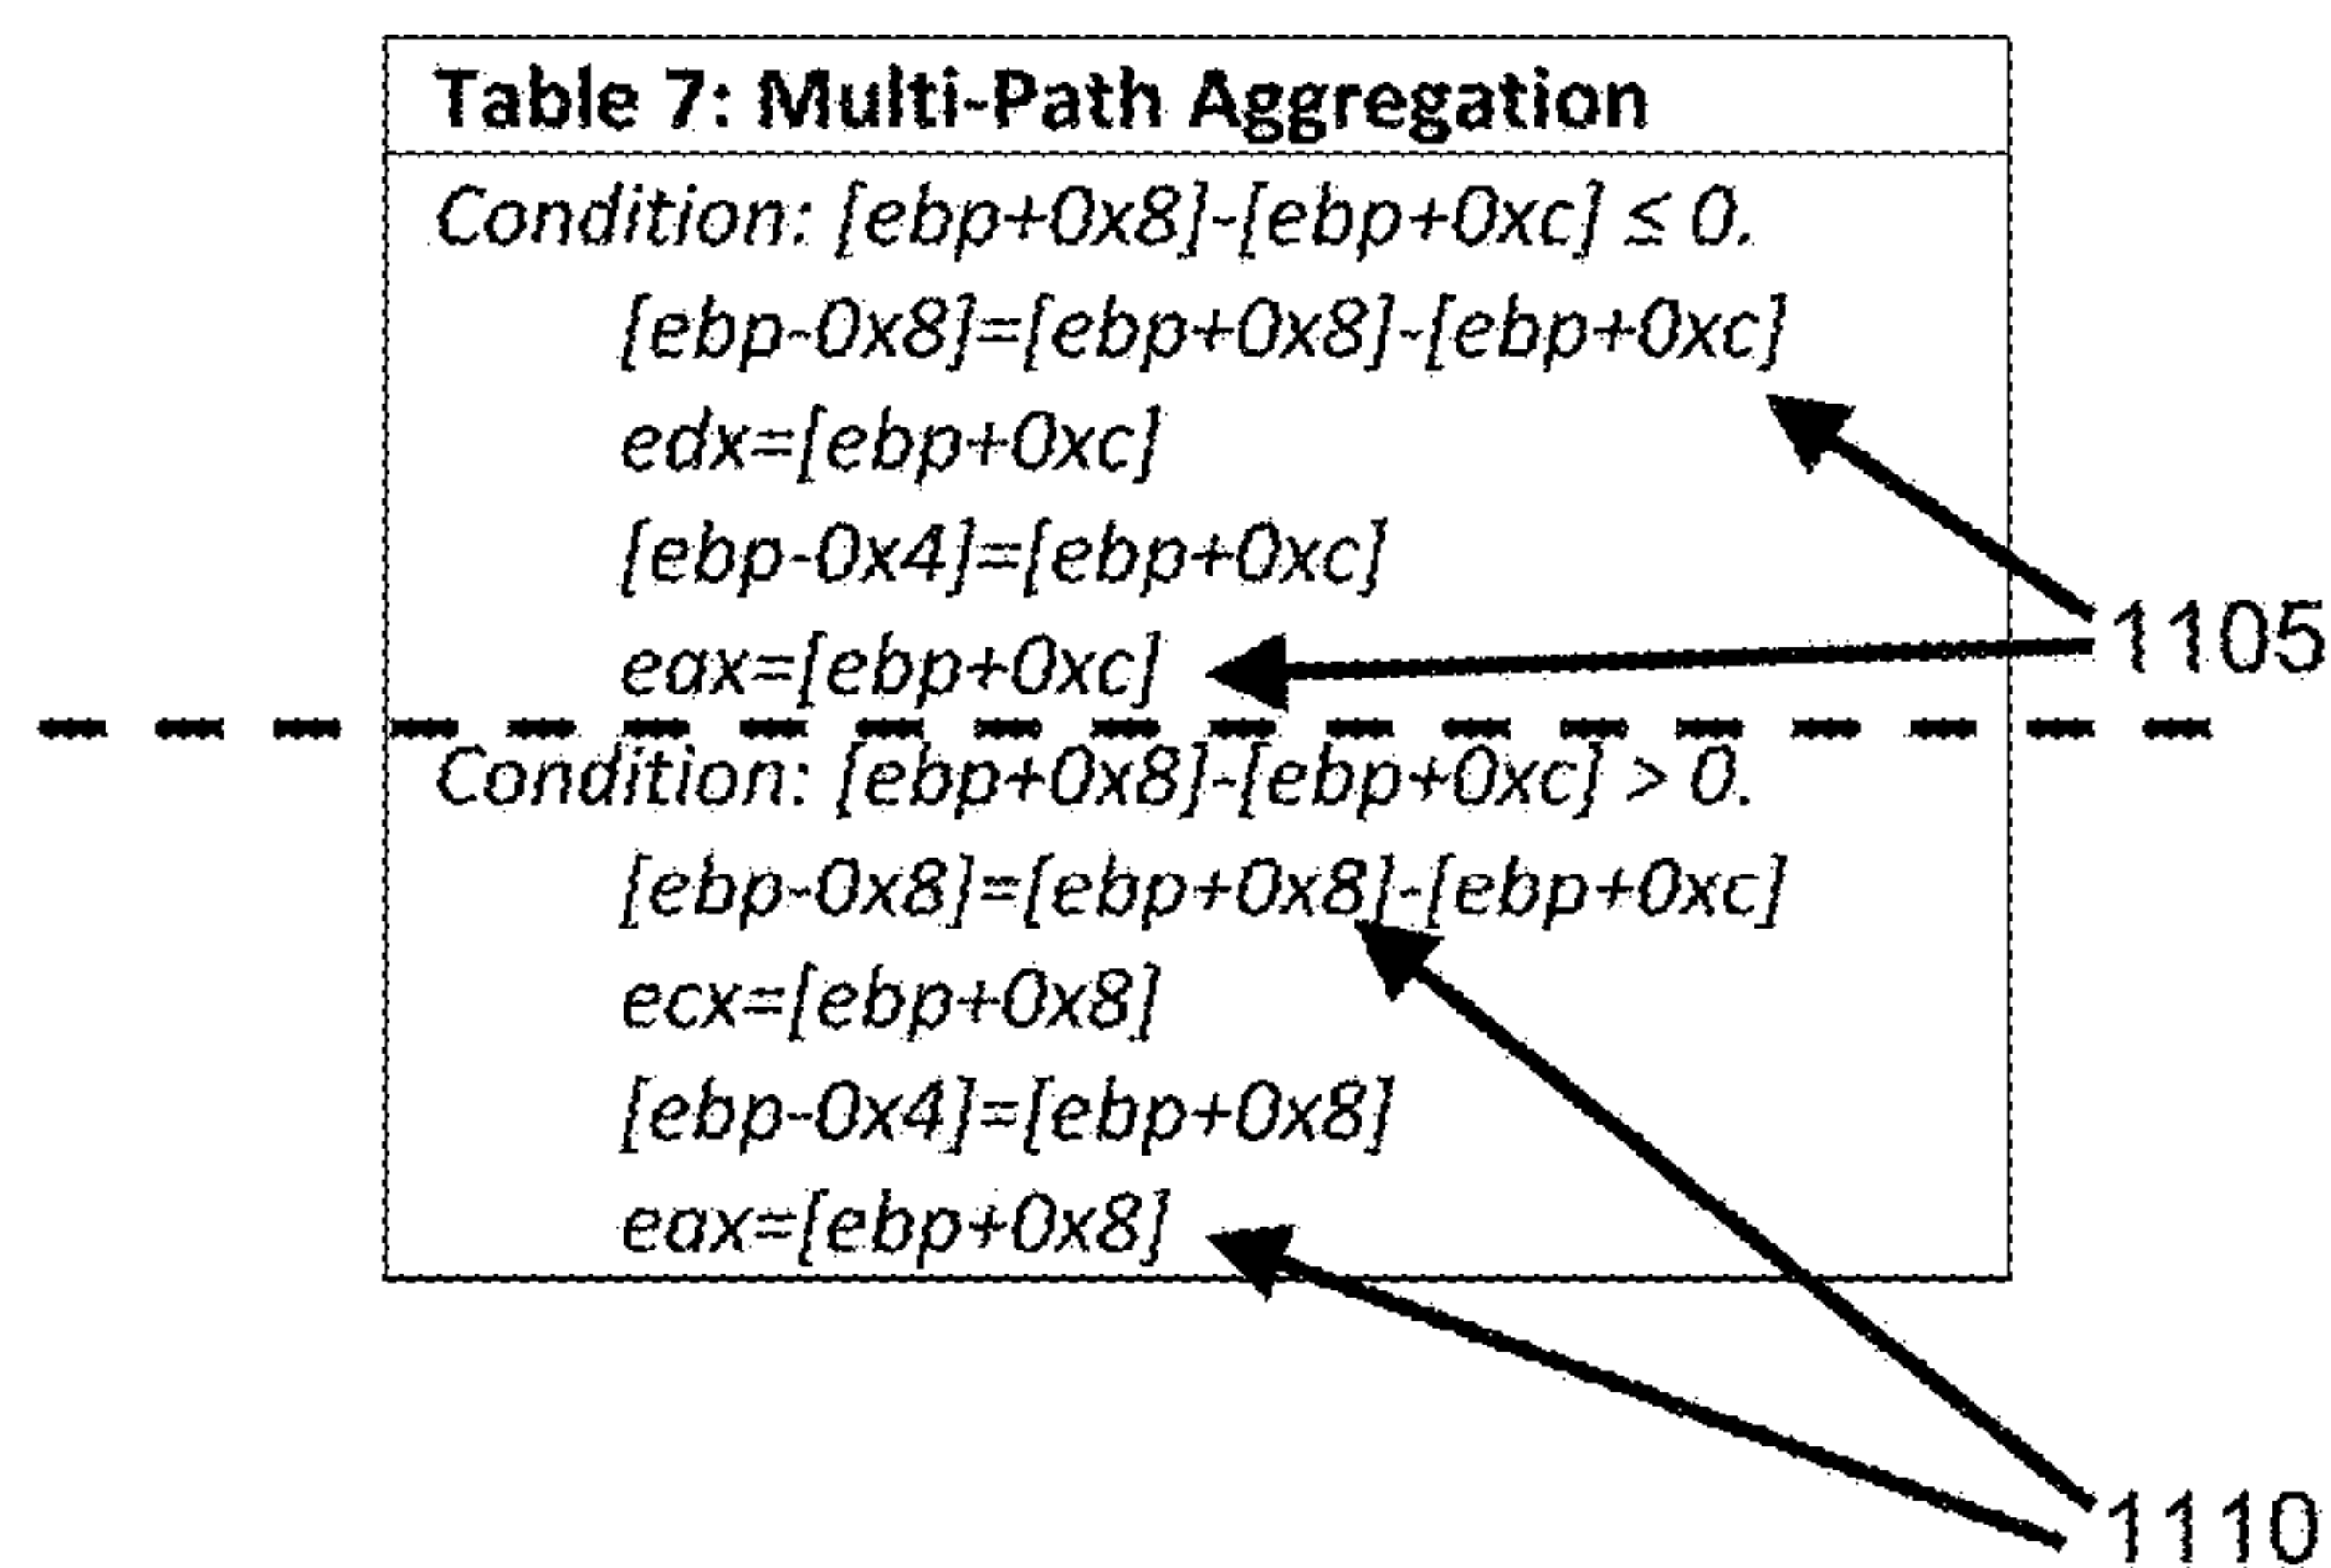 Table 7: Multi-Path Aggregation
Condition: [ebp+0x8]-[ebp+0xc] ≤ 0.
[ebp-0x8]=[ebp+0x8]-[ebp+0xc]
edx=[ebp+0xc]
[ebp-0x4]=[ebp+0xc]
eax=[ebp+0xc]
1105
Condition: [ebp+0x8]-[ebp+0xc] > 0.
[ebp-0x8]=[ebp+0x8]-[ebp+0xc]
ecx=[ebp+0x8]
[ebp-0x4]=[ebp+0x8]
eax=[ebp+0x8]
1110